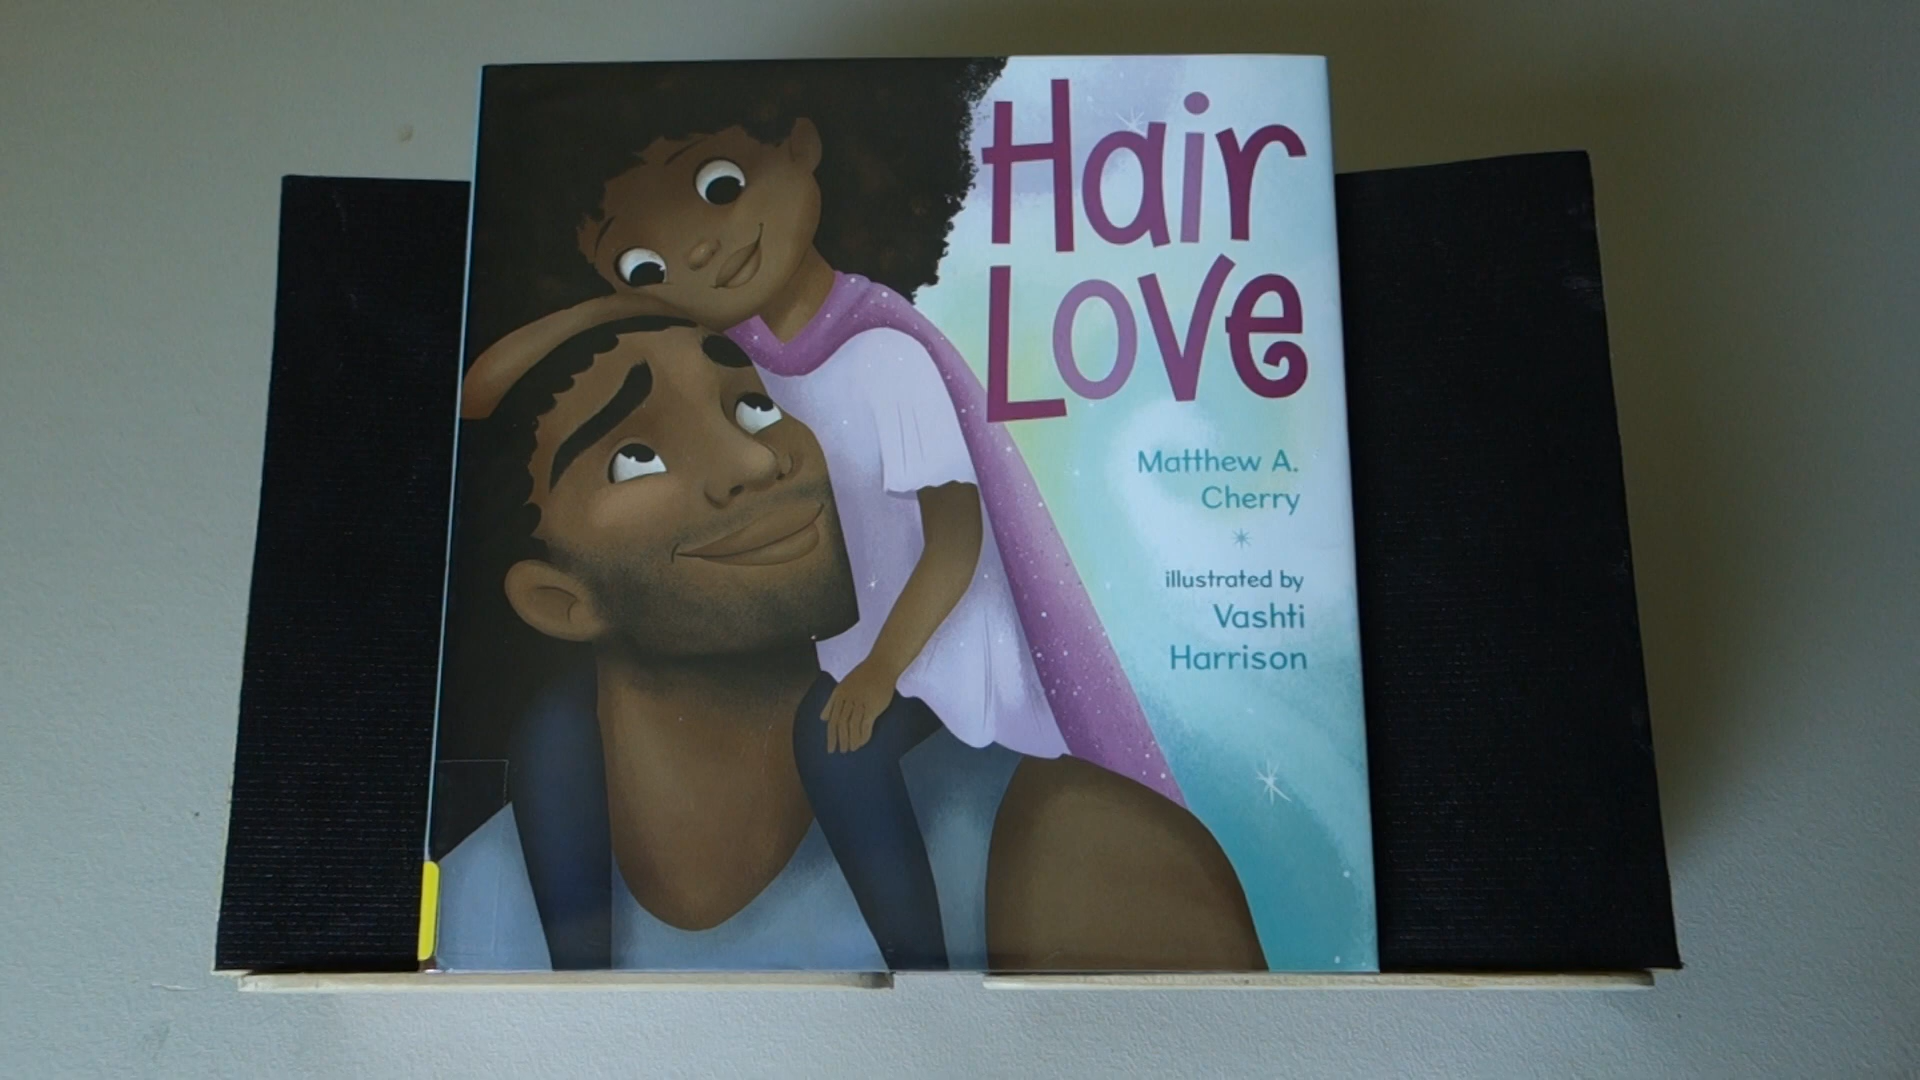 Hair
Love
Matthew A.
Cherry
illustrated by
Vashti
Harrison